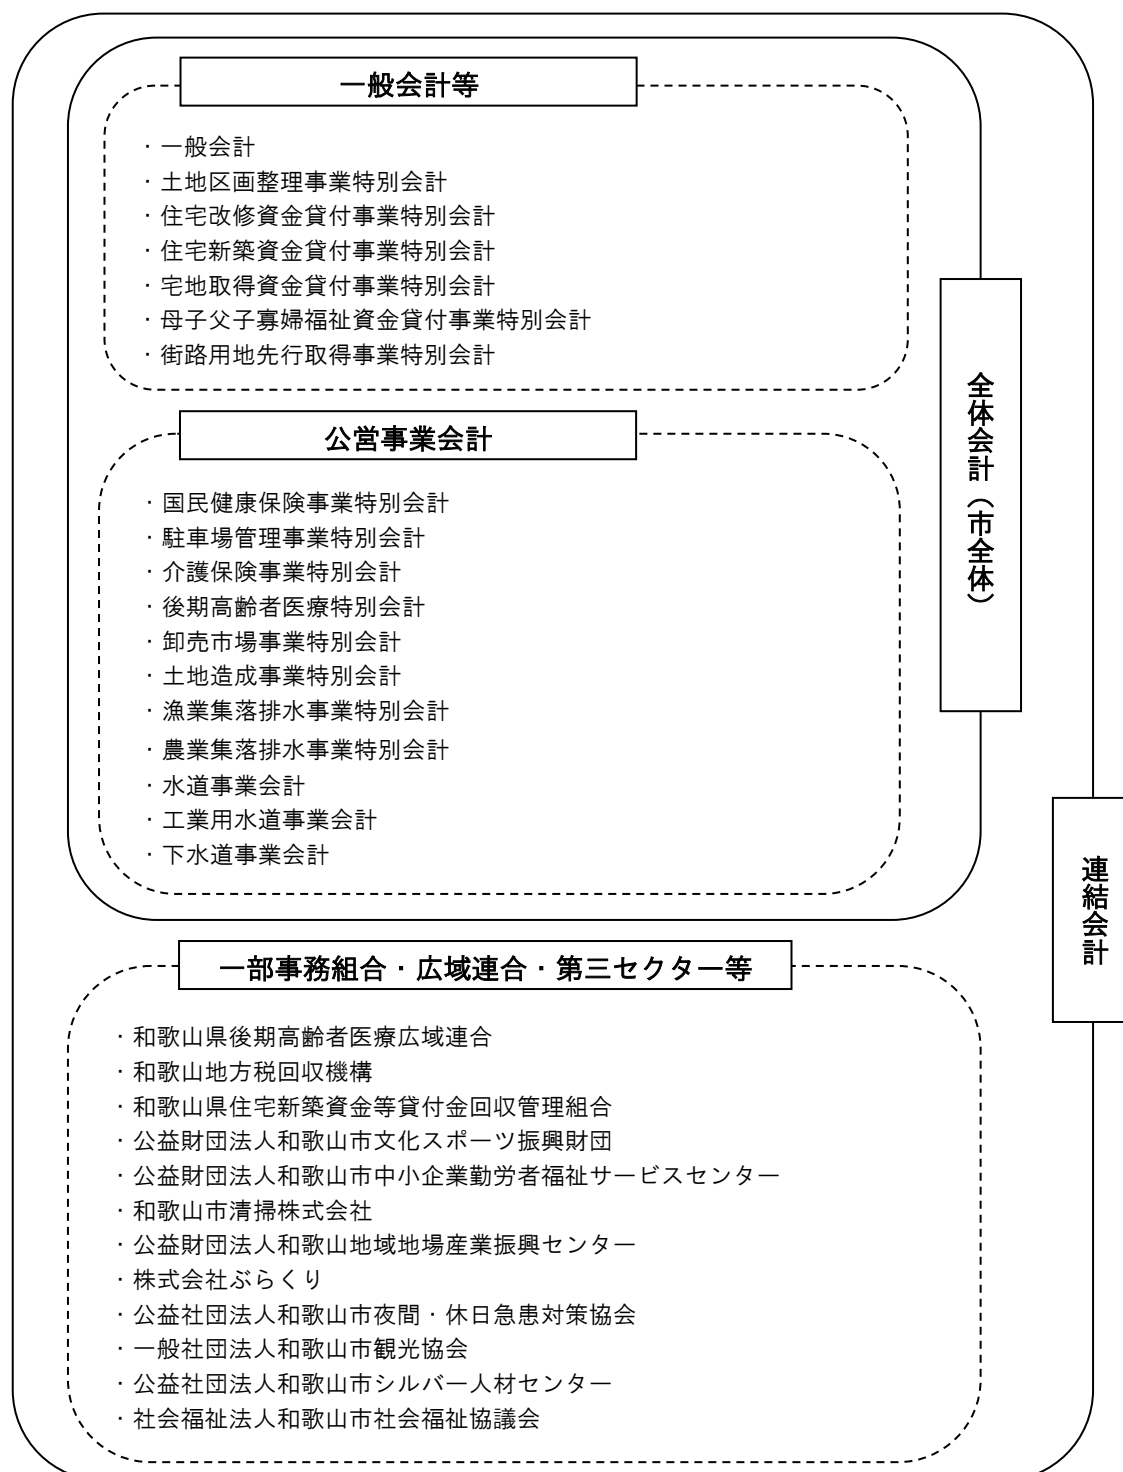 一般会計等
・一般会計
・土地区画整理事業特別会計
・住宅改修資金貸付事業特別会計
・住宅新築資金貸付事業特別会計
・宅地取得資金貸付事業特別会計
・母子父子寡婦福祉資金貸付事業特別会計
・街路用地先行取得事業特別会計
公営事業会計
・国民健康保険事業特別会計
・駐車場管理事業特別会計
・介護保険事業特別会計
・後期高齢者医療特別会計
・卸売市場事業特別会計
・土地造成事業特別会計
・漁業集落排水事業特別会計
・農業集落排水事業特別会計
・水道事業会計
・工業用水道事業会計
・下水道事業会計
全体会計（市全体）
一部事務組合・広域連合・第三セクター等
・和歌山県後期高齢者医療広域連合
・和歌山地方税回収機構
・和歌山県住宅新築資金等貸付金回収管理組合
・公益財団法人和歌山市文化スポーツ振興財団
・公益財団法人和歌山市中小企業勤労者福祉サービスセンター
・和歌山市清掃株式会社
・公益財団法人和歌山地域地場産業振興センター
・株式会社ぶらくり
・公益社団法人和歌山市夜間・休日急患対策協会
・一般社団法人和歌山市観光協会
・公益社団法人和歌山市シルバー人材センター
・社会福祉法人和歌山市社会福祉協議会
連結会計